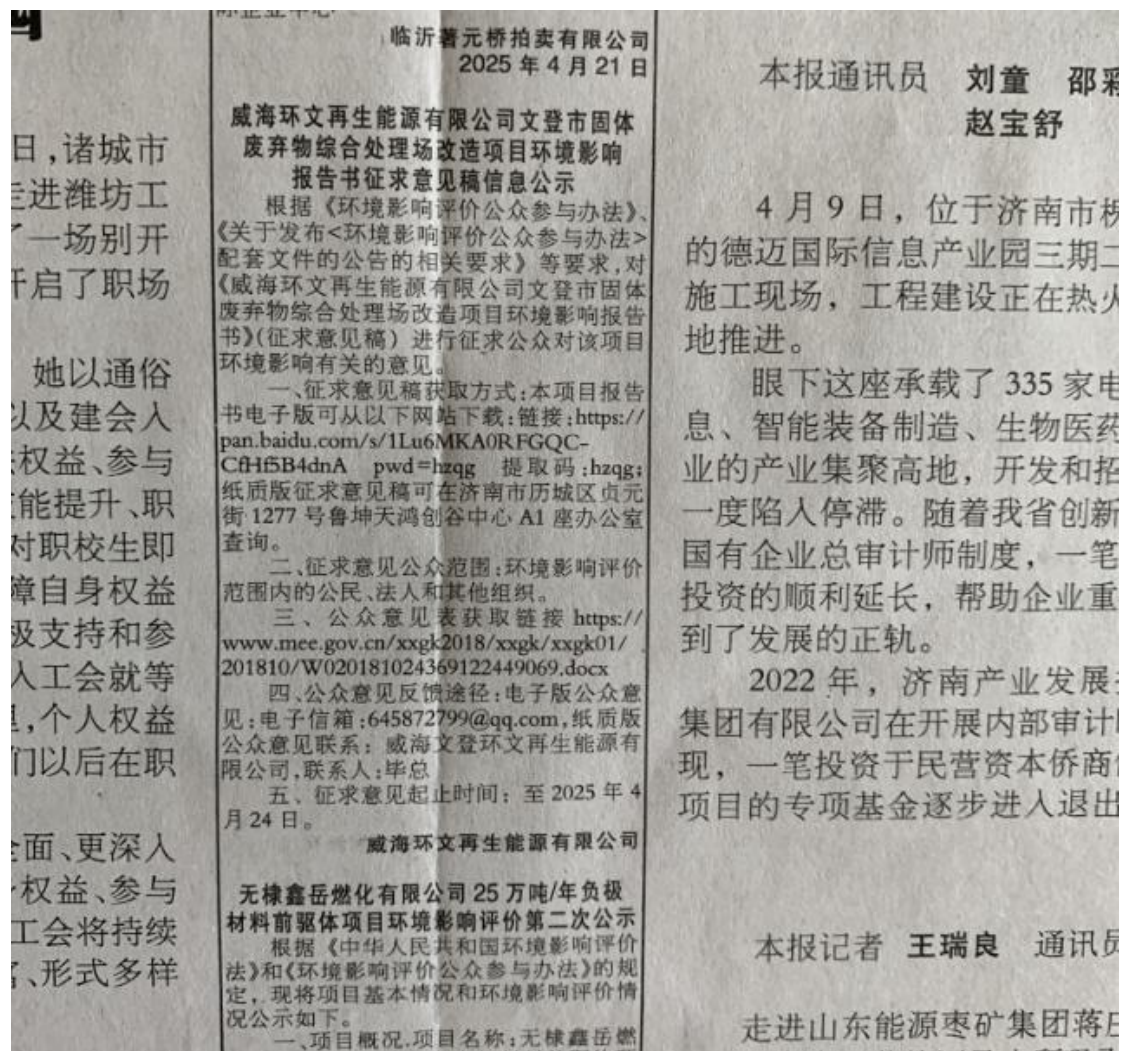 日,诸城市
走进潍坊工
了一场别开
开启了职场
她以通俗
以及建会入
权益、参与
能提升、职
对职校生即
障自身权益
极支持和参
人工会就等
里,个人权益
们以后在职
全面、更深入
权益、参与
工会将持续
富、形式多样
临沂著元桥拍卖有限公司
2025 年 4 月 21 日
威海环文再生能源有限公司文登市固体
废弃物综合处理场改造项目环境影响
报告书征求意见稿信息公示
根据《环境影响评价公众参与办法》、
《关于发布<环境影响评价公众参与办法>
配套文件的公告的相关要求》等要求,对
《威海环文再生能源有限公司文登市固体
废弃物综合处理场改造项目环境影响报告
书》(征求意见稿)进行征求公众对该项目
环境影响有关的意见。
一、征求意见稿获取方式:本项目报告
书电子版可从以下网站下载:链接:https://
pan.baidu.com/s/1Lu6MKA0RFGQC-
CfHf5B4dnA pwd=hzqg 提取码:hzqg;
纸质版征求意见稿可在济南市历城区贞元
街 1277 号鲁坤天鸿创谷中心 A1 座办公室
查询。
二、征求意见公众范围:环境影响评价
范围内的公民、法人和其他组织。
三、公众意见表获取链接 https://
www.mee.gov.cn/xxgk2018/xxgk/xxgk01/
201810/W020181024369122449069.docx
四、公众意见反馈途径:电子版公众意
见:电子信箱:645872799@qq.com,纸质版
公众意见联系:威海文登环文再生能源有
限公司,联系人:毕总
五、征求意见起止时间:至 2025 年 4
月 24 日。
威海环文再生能源有限公司
无棣鑫岳燃化有限公司 25 万吨/年负极
材料前驱体项目环境影响评价第二次公示
根据《中华人民共和国环境影响评价
法》和《环境影响评价公众参与办法》的规
定,现将项目基本情况和环境影响评价情
况公示如下。
一、项目概况.项目名称:无棣鑫岳燃
本报通讯员 刘童 邵彩
赵宝舒
4 月 9 日,位于济南市槐
的德迈国际信息产业园三期二
施工现场,工程建设正在热火
地推进。
眼下这座承载了 335 家电
息、智能装备制造、生物医药
业的产业集聚高地,开发和招
一度陷入停滞。随着我省创新
国有企业总审计师制度,一笔
投资的顺利延长,帮助企业重
到了发展的正轨。
2022 年,济南产业发展
集团有限公司在开展内部审计
现,一笔投资于民营资本侨商
项目的专项基金逐步进入退出
本报记者 王瑞良 通讯员
走进山东能源枣矿集团蒋庄